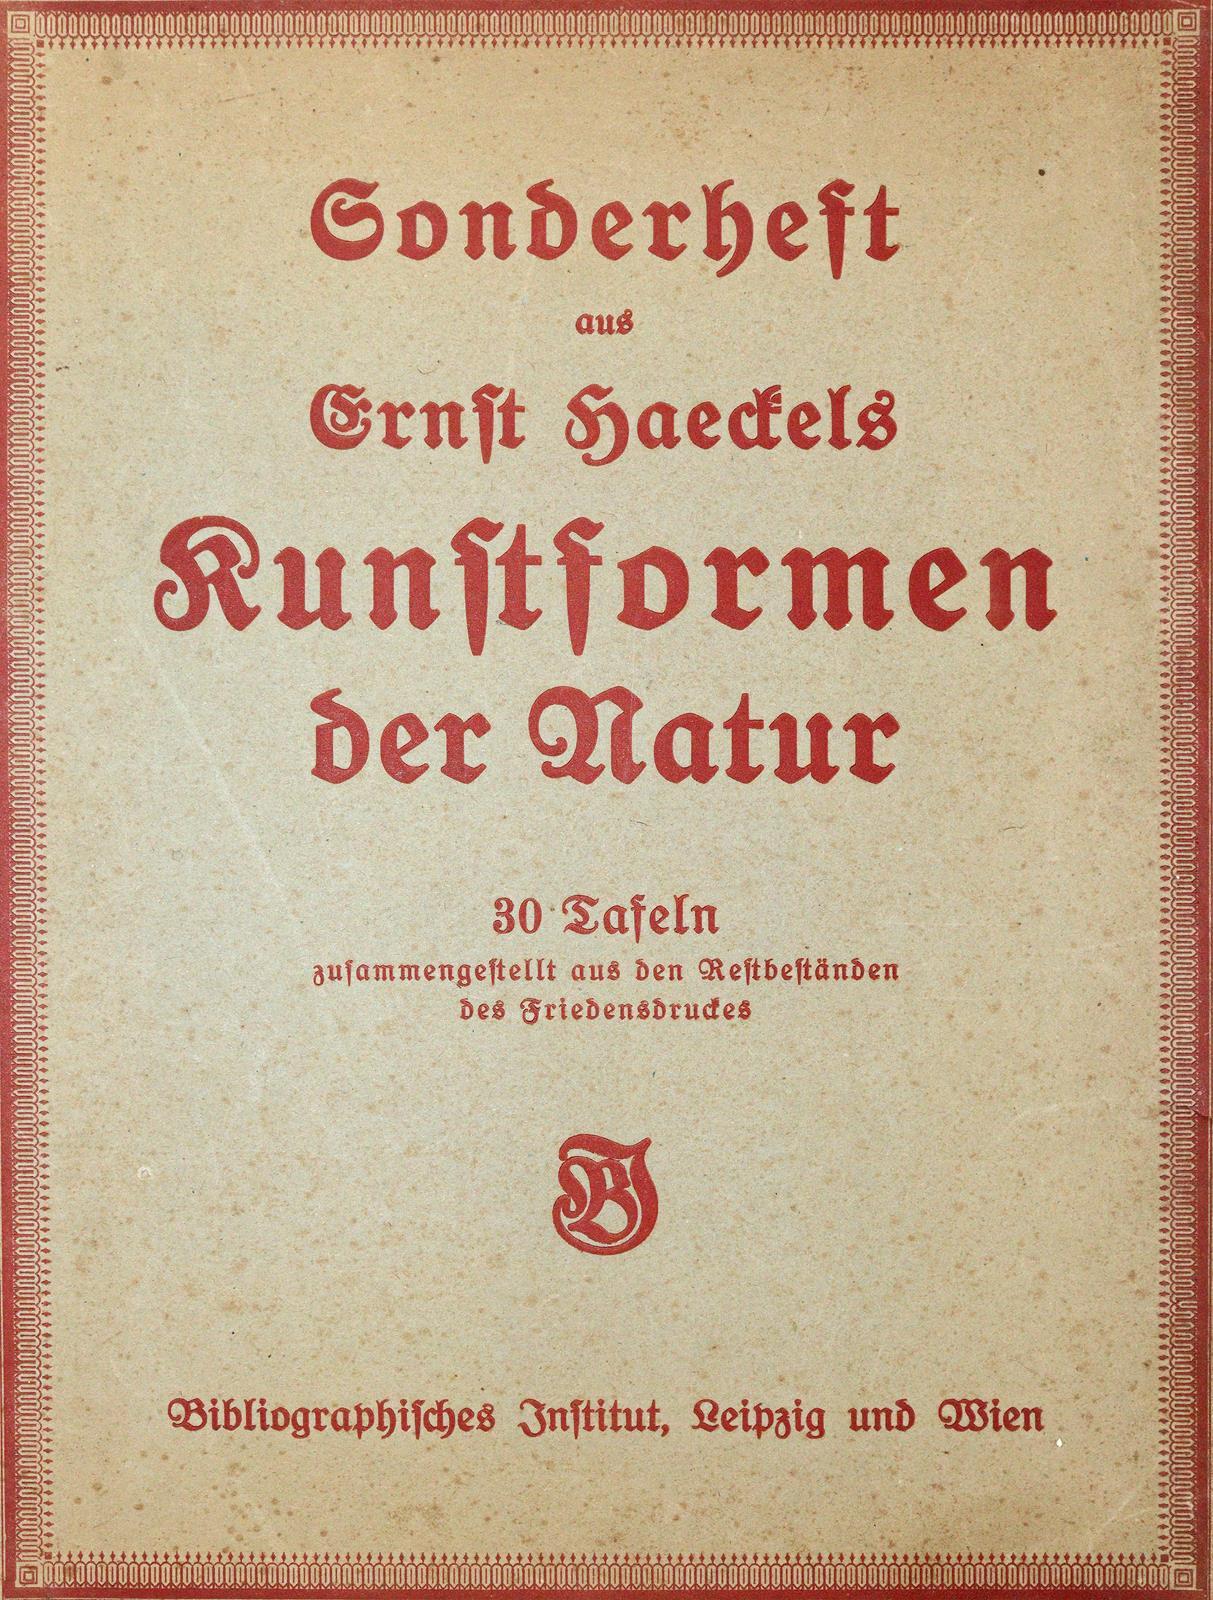 Sonderheft
aus
Ernſt Haeckels
Kunſtformen
der Natur
30 Tafeln
zuſammengeſtellt aus den Reſtbeſtänden
des Friedensdruckes
BI
Bibliographiſches Inſtitut, Leipzig und Wien